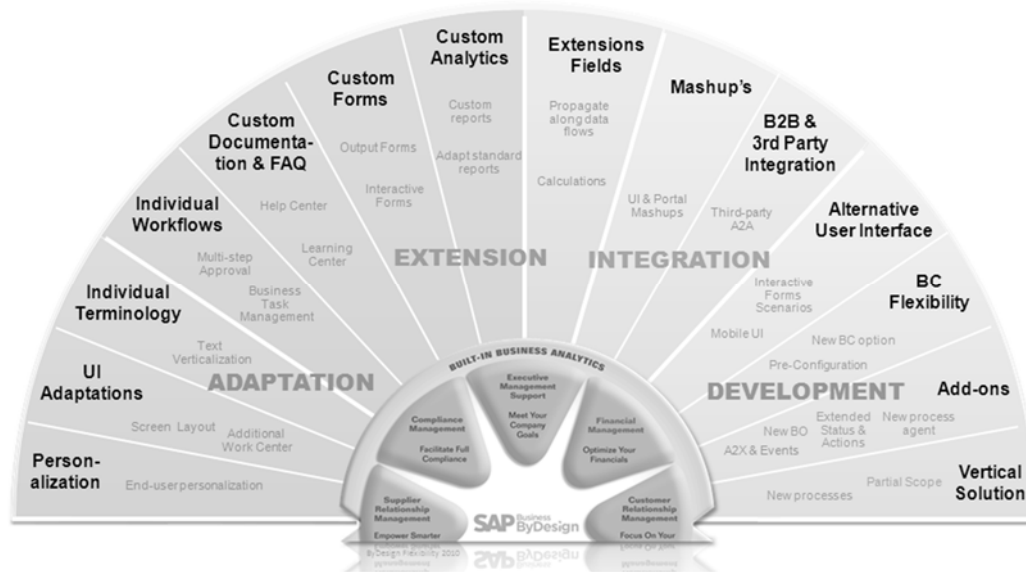 Custom
Analytics
Extensions
Fields
Custom
Forms
Mashup's
Custom
reports
Propagate
along data
flows
B2B &
3rd Party
Integration
Custom
Documenta-
tion & FAQ
Output Forms
Adapt standard
reports
Calculations
Interactive
Forms
UI & Portal
Mashups
Third-party
A2A
Individual
Workflows
Help Center
Alternative
User Interface
Multi-step
Approval
Learning
Center
EXTENSION
INTEGRATION
Individual
Terminology
Business
Task
Management
Interactive
Forms
Scenarios
BC
Flexibility
Mobile UI
New BC option
Text
Verticalization
Pre-Configuration
ADAPTATION
DEVELOPMENT
UI
Adaptations
Add-ons
Screen Layout
Additional
Work Center
New BO
Extended
Status &
Actions
New process
agent
A2X & Events
Person-
alization
End-user personalization
New processes
Partial Scope
Vertical
Solution
BUILT-IN BUSINESS ANALYTICS
Executive
Management
Support
Meet Your
Company
Goals
Compliance
Management
Facilitate Full
Compliance
Financial
Management
Optimize Your
Financials
Supplier
Relationship
Management
Empower Smarter
Customer
Relationship
Management
Focus On Your
SAP Business
ByDesign
ByDesign Flexibility 2010